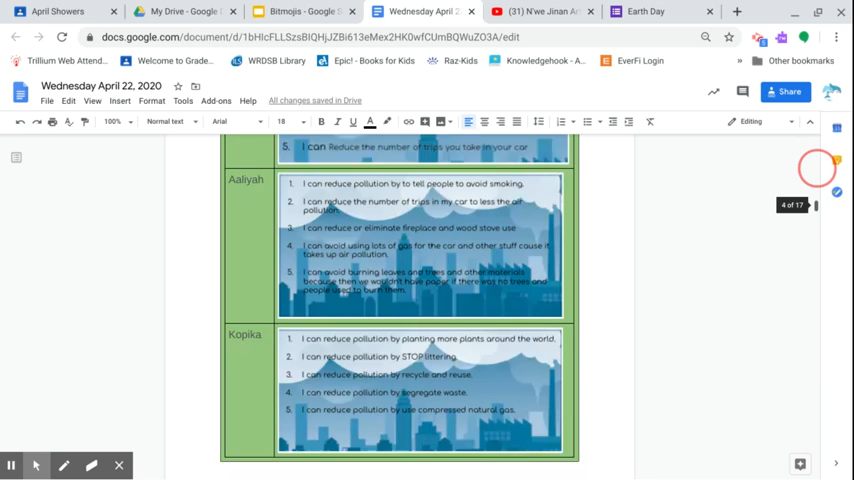 April Showers
My Drive - Google D
Bitmojis - Google S
Wednesday April 2
(31) N'we Jinan Art
Earth Day
docs.google.com/document/d/1bHIcFLLSzsBIQHjJZBi613eMex2HK0wfCUmBQWuZO3A/edit
Trillium Web Attend...
Welcome to Grade...
WRDSB Library
Epic! - Books for Kids
Raz-Kids
Knowledgehook - A...
EverFi Login
»
Other bookmarks
Wednesday April 22, 2020
File Edit View Insert Format Tools Add-ons Help All changes saved in Drive
Share
100% Normal text Arial 18 B I U A Editing
5. I can Reduce the number of trips you take in your car
4 of 17
Aaliyah
1. I can reduce pollution by to tell people to avoid smoking.
2. I can reduce the number of trips in my car to less the air
pollution.
3. I can reduce or eliminate fireplace and wood stove use
4. I can avoid using lots of gas for the car and other stuff cause it
takes up air pollution.
5. I can avoid burning leaves and trees and other materials
because then we wouldn't have paper if there was no trees and
people used to burn them.
Kopika
1. I can reduce pollution by planting more plants around the world.
2. I can reduce pollution by STOP littering.
3. I can reduce pollution by recycle and reuse.
4. I can reduce pollution by segregate waste.
5. I can reduce pollution by use compressed natural gas.